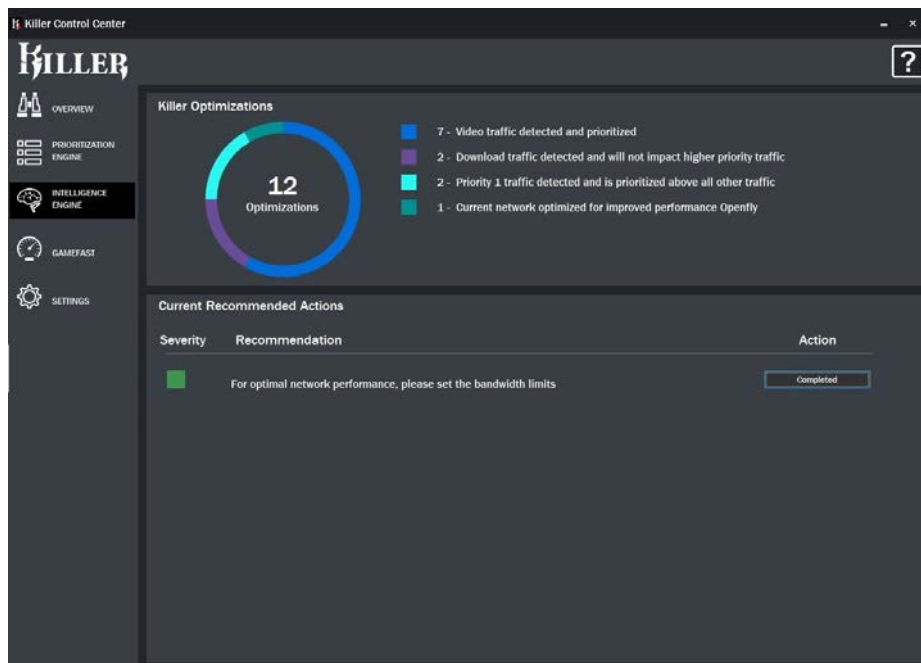 Killer Control Center
KILLER
?
OVERVIEW
PRIORITIZATION
ENGINE
INTELLIGENCE
ENGINE
GAMEFAST
SETTINGS
Killer Optimizations
12
Optimizations
7 - Video traffic detected and prioritized
2 - Download traffic detected and will not impact higher priority traffic
2 - Priority 1 traffic detected and is prioritized above all other traffic
1 - Current network optimized for improved performance Openfly
Current Recommended Actions
Severity Recommendation Action
For optimal network performance, please set the bandwidth limits Completed